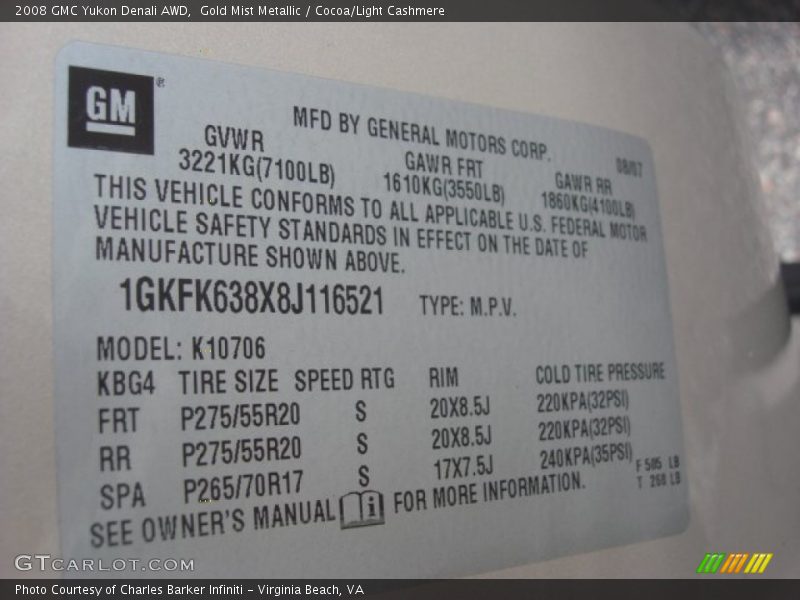 2008 GMC Yukon Denali AWD, Gold Mist Metallic / Cocoa/Light Cashmere
GM®
MFD BY GENERAL MOTORS CORP.
08/07
GVWR GAWR FRT GAWR RR
3221KG(7100LB) 1610KG(3550LB) 1860KG(4100LB)
THIS VEHICLE CONFORMS TO ALL APPLICABLE U.S. FEDERAL MOTOR
VEHICLE SAFETY STANDARDS IN EFFECT ON THE DATE OF
MANUFACTURE SHOWN ABOVE.
1GKFK638X8J116521 TYPE: M.P.V.
MODEL: K10706
KBG4 TIRE SIZE SPEED RTG RIM COLD TIRE PRESSURE
FRT P275/55R20 S 20X8.5J 220KPA(32PSI)
RR P275/55R20 S 20X8.5J 220KPA(32PSI)
SPA P265/70R17 S 17X7.5J 240KPA(35PSI)
F 585 LB
T 268 LB
SEE OWNER'S MANUAL i FOR MORE INFORMATION.
GTCARLOT.COM
Photo Courtesy of Charles Barker Infiniti - Virginia Beach, VA